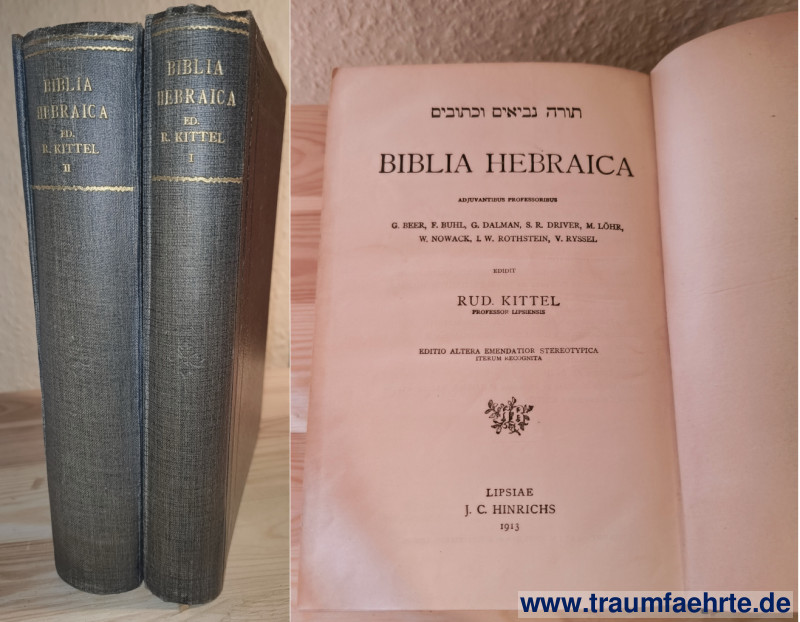 BIBLIA
HEBRAICA
ED.
R. KITTEL
II
BIBLIA
HEBRAICA
ED.
R. KITTEL
I
תורה נביאים וכתובים
BIBLIA HEBRAICA
ADJUVANTIBUS PROFESSORIBUS
G. BEER, F. BUHL, G. DALMAN, S. R. DRIVER, M. LÖHR,
W. NOWACK, I. W. ROTHSTEIN, V. RYSSEL
EDIDIT
RUD. KITTEL
PROFESSOR LIPSIENSIS
EDITIO ALTERA EMENDATIOR STEREOTYPICA
ITERUM RECOGNITA
LIPSIAE
J. C. HINRICHS
1913
www.traumfaehrte.de